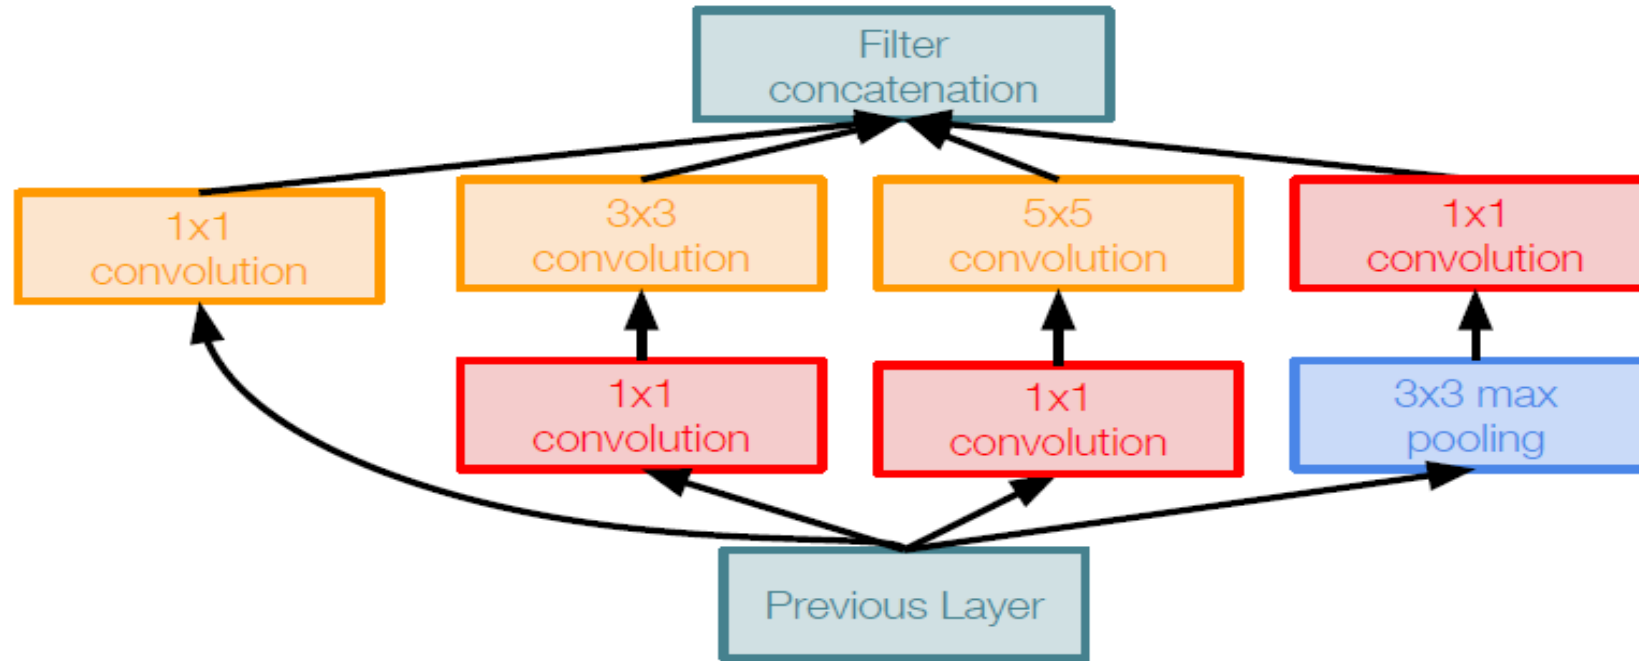 Filter
concatenation
1x1
convolution
3x3
convolution
5x5
convolution
1x1
convolution
1x1
convolution
1x1
convolution
3x3 max
pooling
Previous Layer